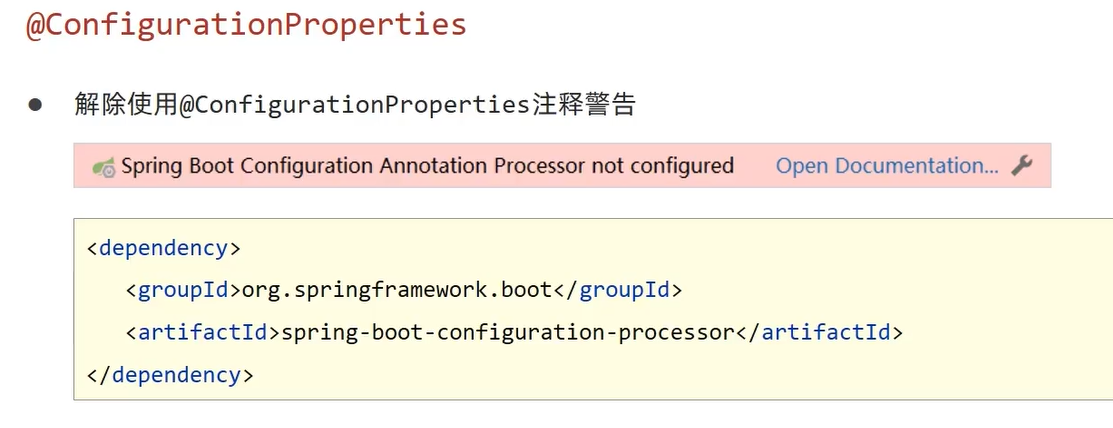 @ConfigurationProperties
● 解除使用@ConfigurationProperties注释警告
Spring Boot Configuration Annotation Processor not configured Open Documentation...
<dependency>
<groupId>org.springframework.boot</groupId>
<artifactId>spring-boot-configuration-processor</artifactId>
</dependency>